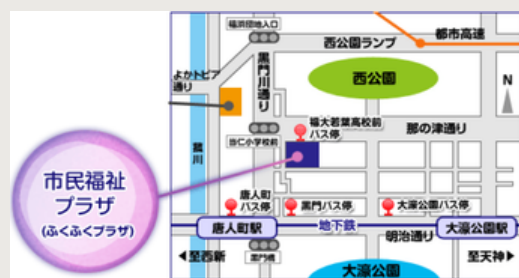 福浜団地入口
都市高速
西公園ランプ
よかトピア
通り
黒門川通り
西公園
N
福大若葉高校前
バス停
那の津通り
当仁小学校前
菰川
市民福祉
プラザ
(ふくふくプラザ)
唐人町
バス停
黒門バス停
大濠公園バス停
唐人町駅
地下鉄
明治通り
大濠公園駅
◀至西新
黒門橋
大濠公園
至天神▶